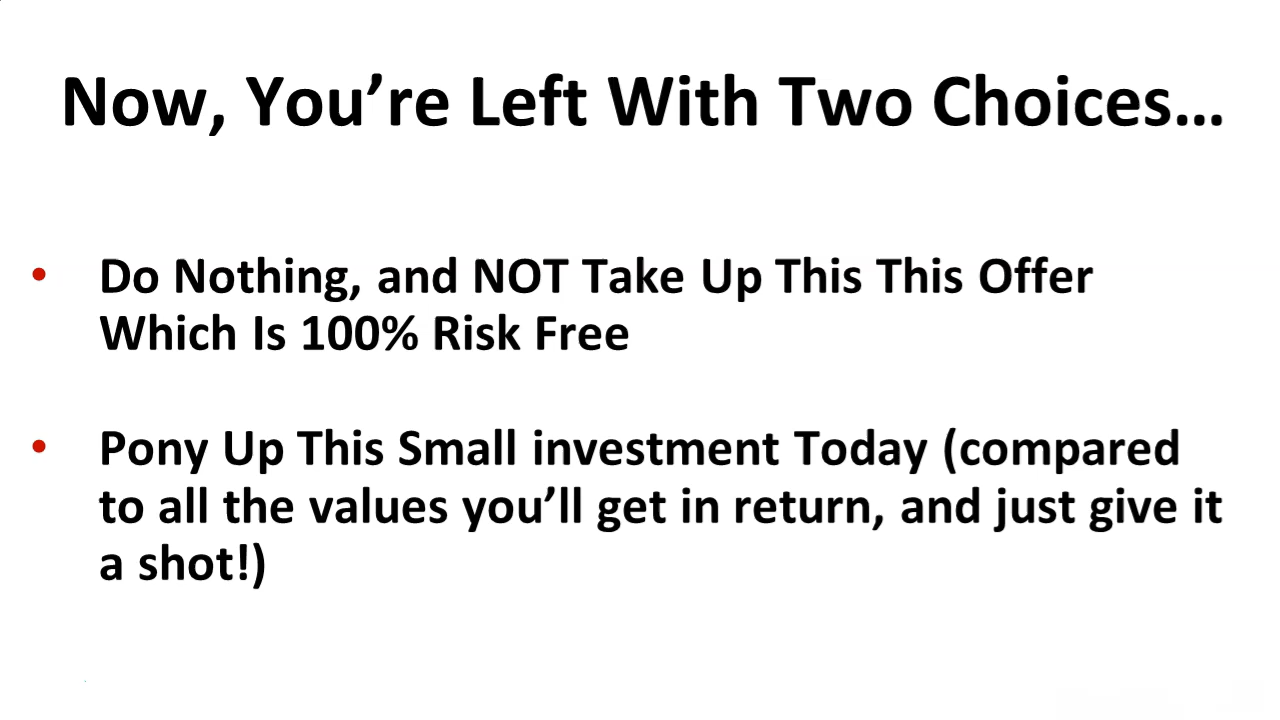 Now, You’re Left With Two Choices…
• Do Nothing, and NOT Take Up This This Offer
Which Is 100% Risk Free
• Pony Up This Small investment Today (compared
to all the values you’ll get in return, and just give it
a shot!)